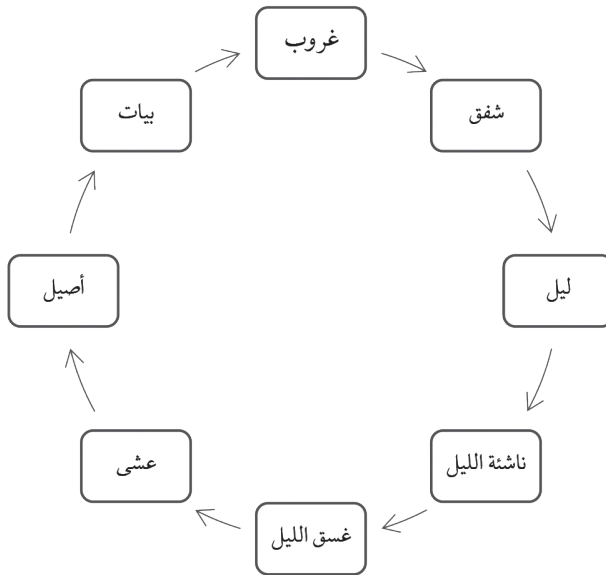 غروب
شفق
ليل
ناشئة الليل
غسق الليل
عشى
أصيل
بيات